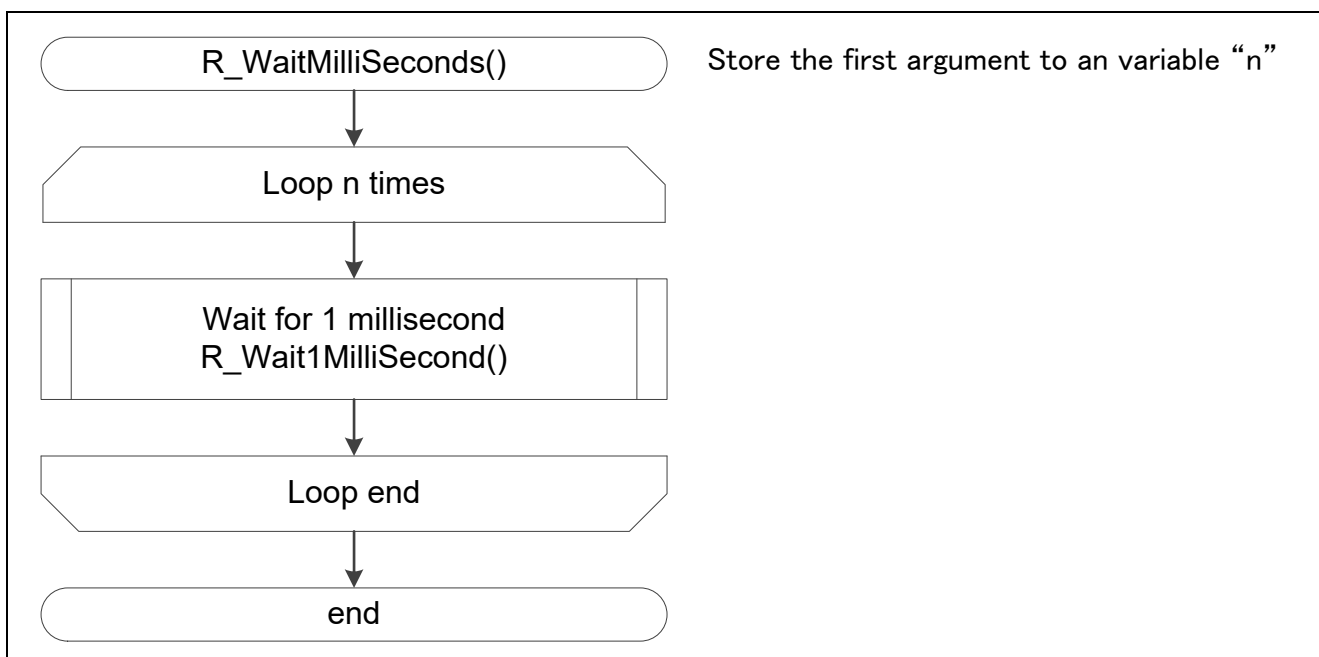 R_WaitMilliSeconds()
Store the first argument to an variable “n”
Loop n times
Wait for 1 millisecond
R_Wait1MilliSecond()
Loop end
end